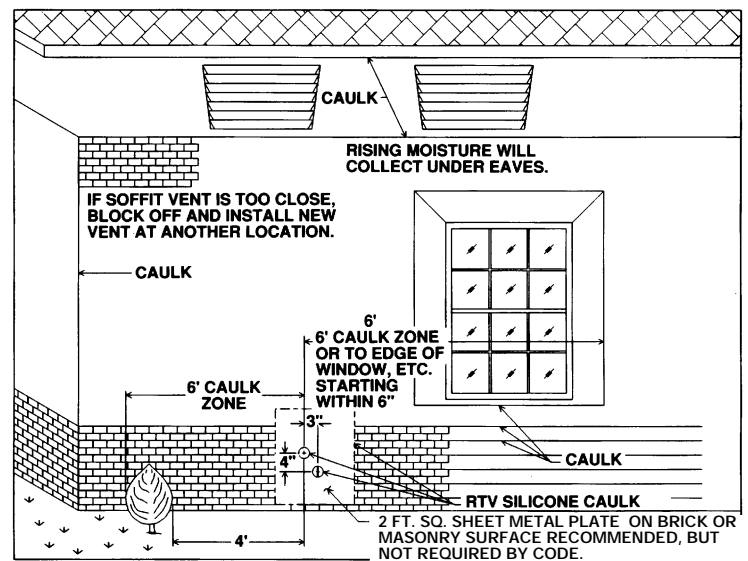 CAULK
RISING MOISTURE WILL
COLLECT UNDER EAVES.
IF SOFFIT VENT IS TOO CLOSE,
BLOCK OFF AND INSTALL NEW
VENT AT ANOTHER LOCATION.
CAULK
6'
6' CAULK ZONE
OR TO EDGE OF
WINDOW, ETC.
STARTING
WITHIN 6"
6' CAULK
ZONE
3"
4"
CAULK
RTV SILICONE CAULK
2 FT. SQ. SHEET METAL PLATE ON BRICK OR
MASONRY SURFACE RECOMMENDED, BUT
NOT REQUIRED BY CODE.
4'